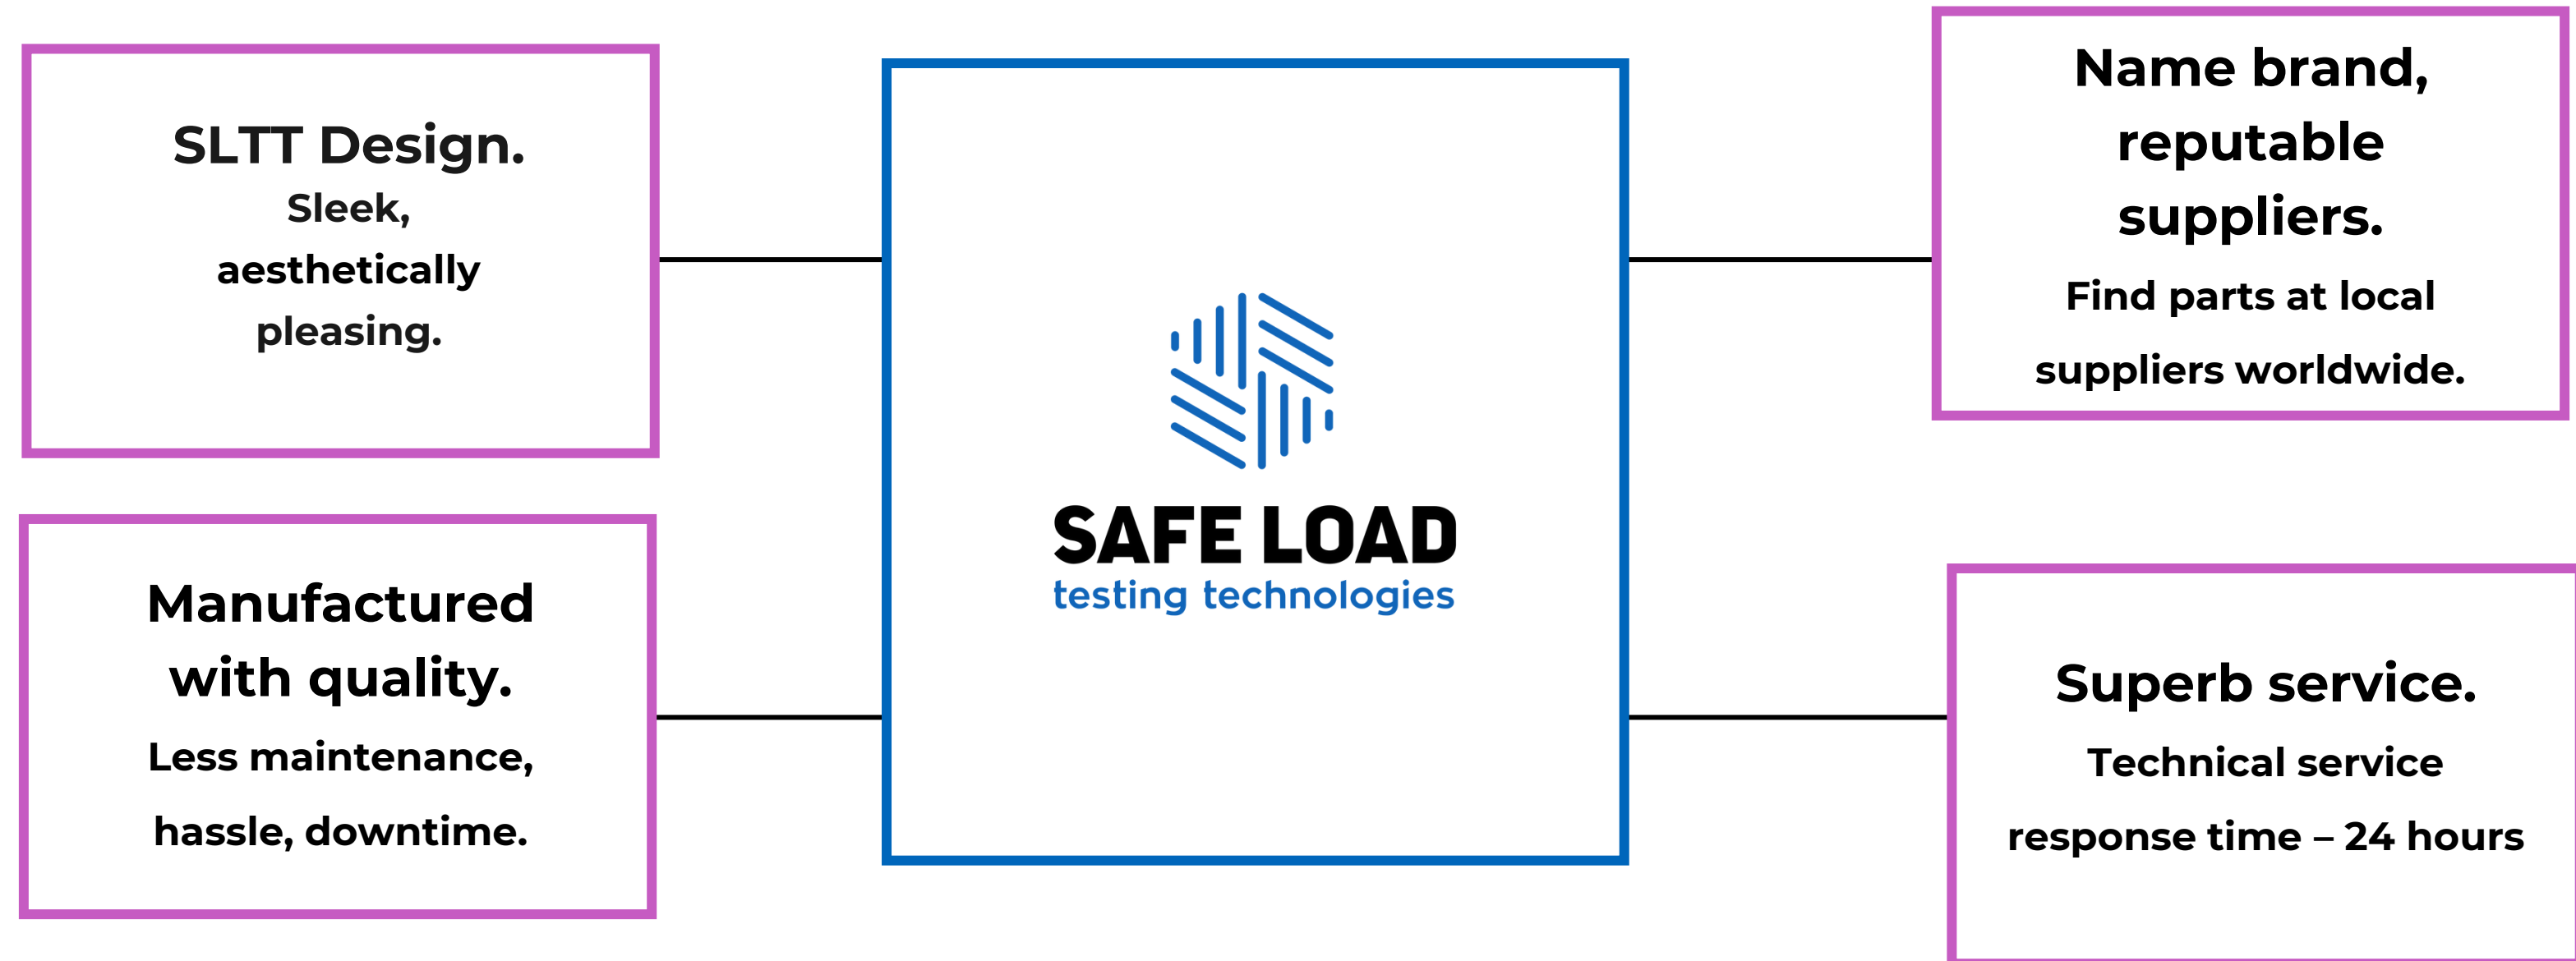 SLTT Design.
Sleek,
aesthetically
pleasing.
Manufactured
with quality.
Less maintenance,
hassle, downtime.
SAFE LOAD
testing technologies
Name brand,
reputable
suppliers.
Find parts at local
suppliers worldwide.
Superb service.
Technical service
response time – 24 hours